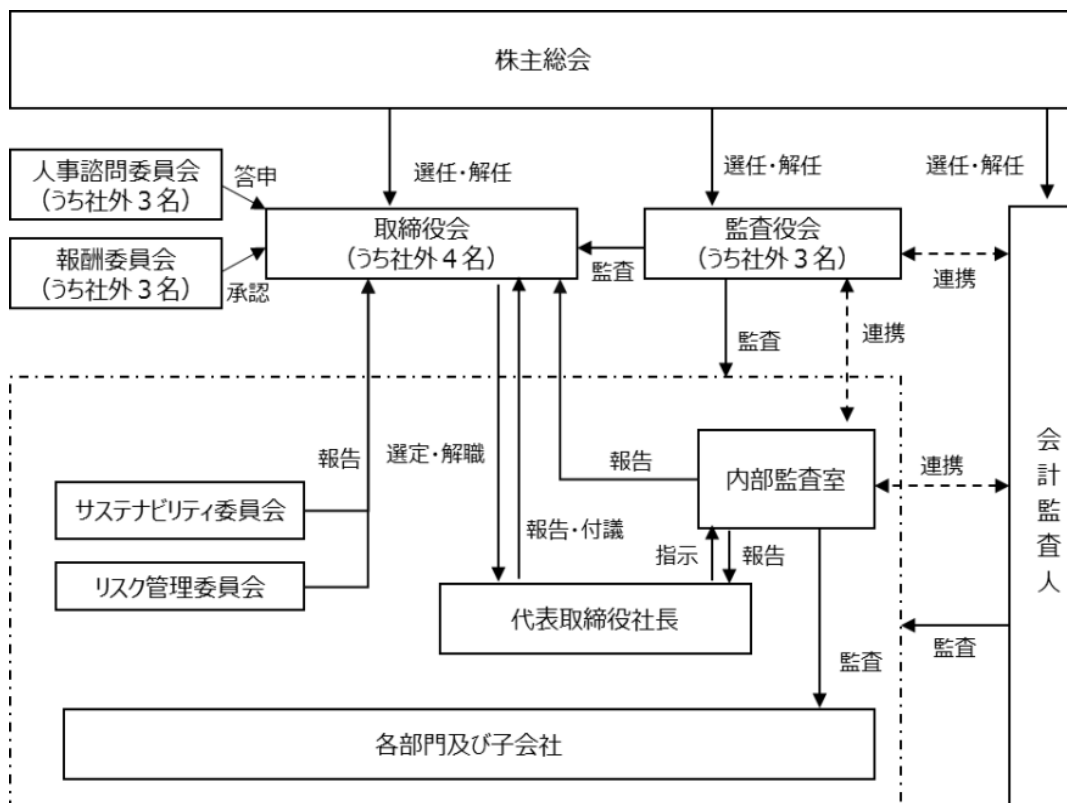 株主総会
選任・解任
選任・解任
選任・解任
人事諮問委員会
（うち社外３名）
答申
報酬委員会
（うち社外３名）
承認
取締役会
（うち社外４名）
監査
監査役会
（うち社外３名）
連携
監査
連携
会計監査人
報告
選定・解職
報告
内部監査室
連携
サステナビリティ委員会
報告・付議
指示
報告
リスク管理委員会
代表取締役社長
監査
監査
各部門及び子会社